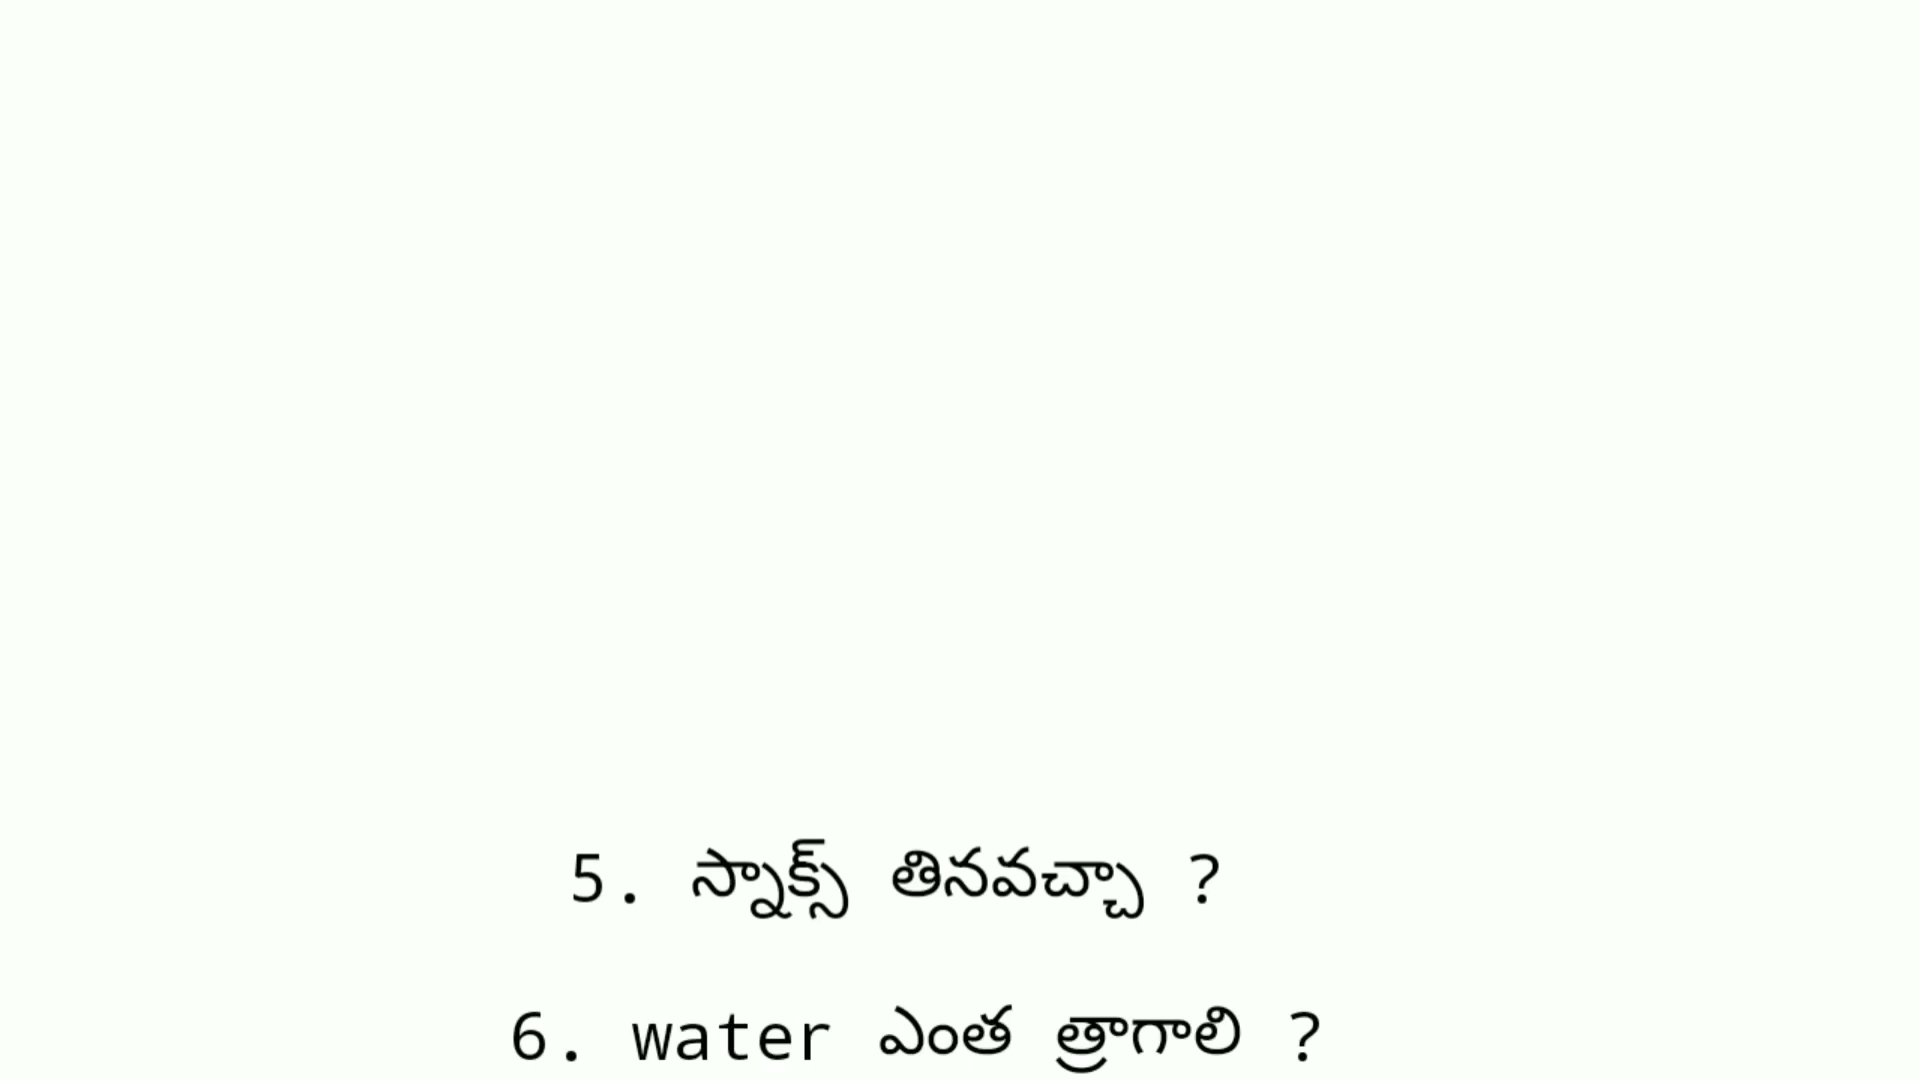 5. స్నాక్స్ తినవచ్చా ?
6. water ఎంత త్రాగాలి ?